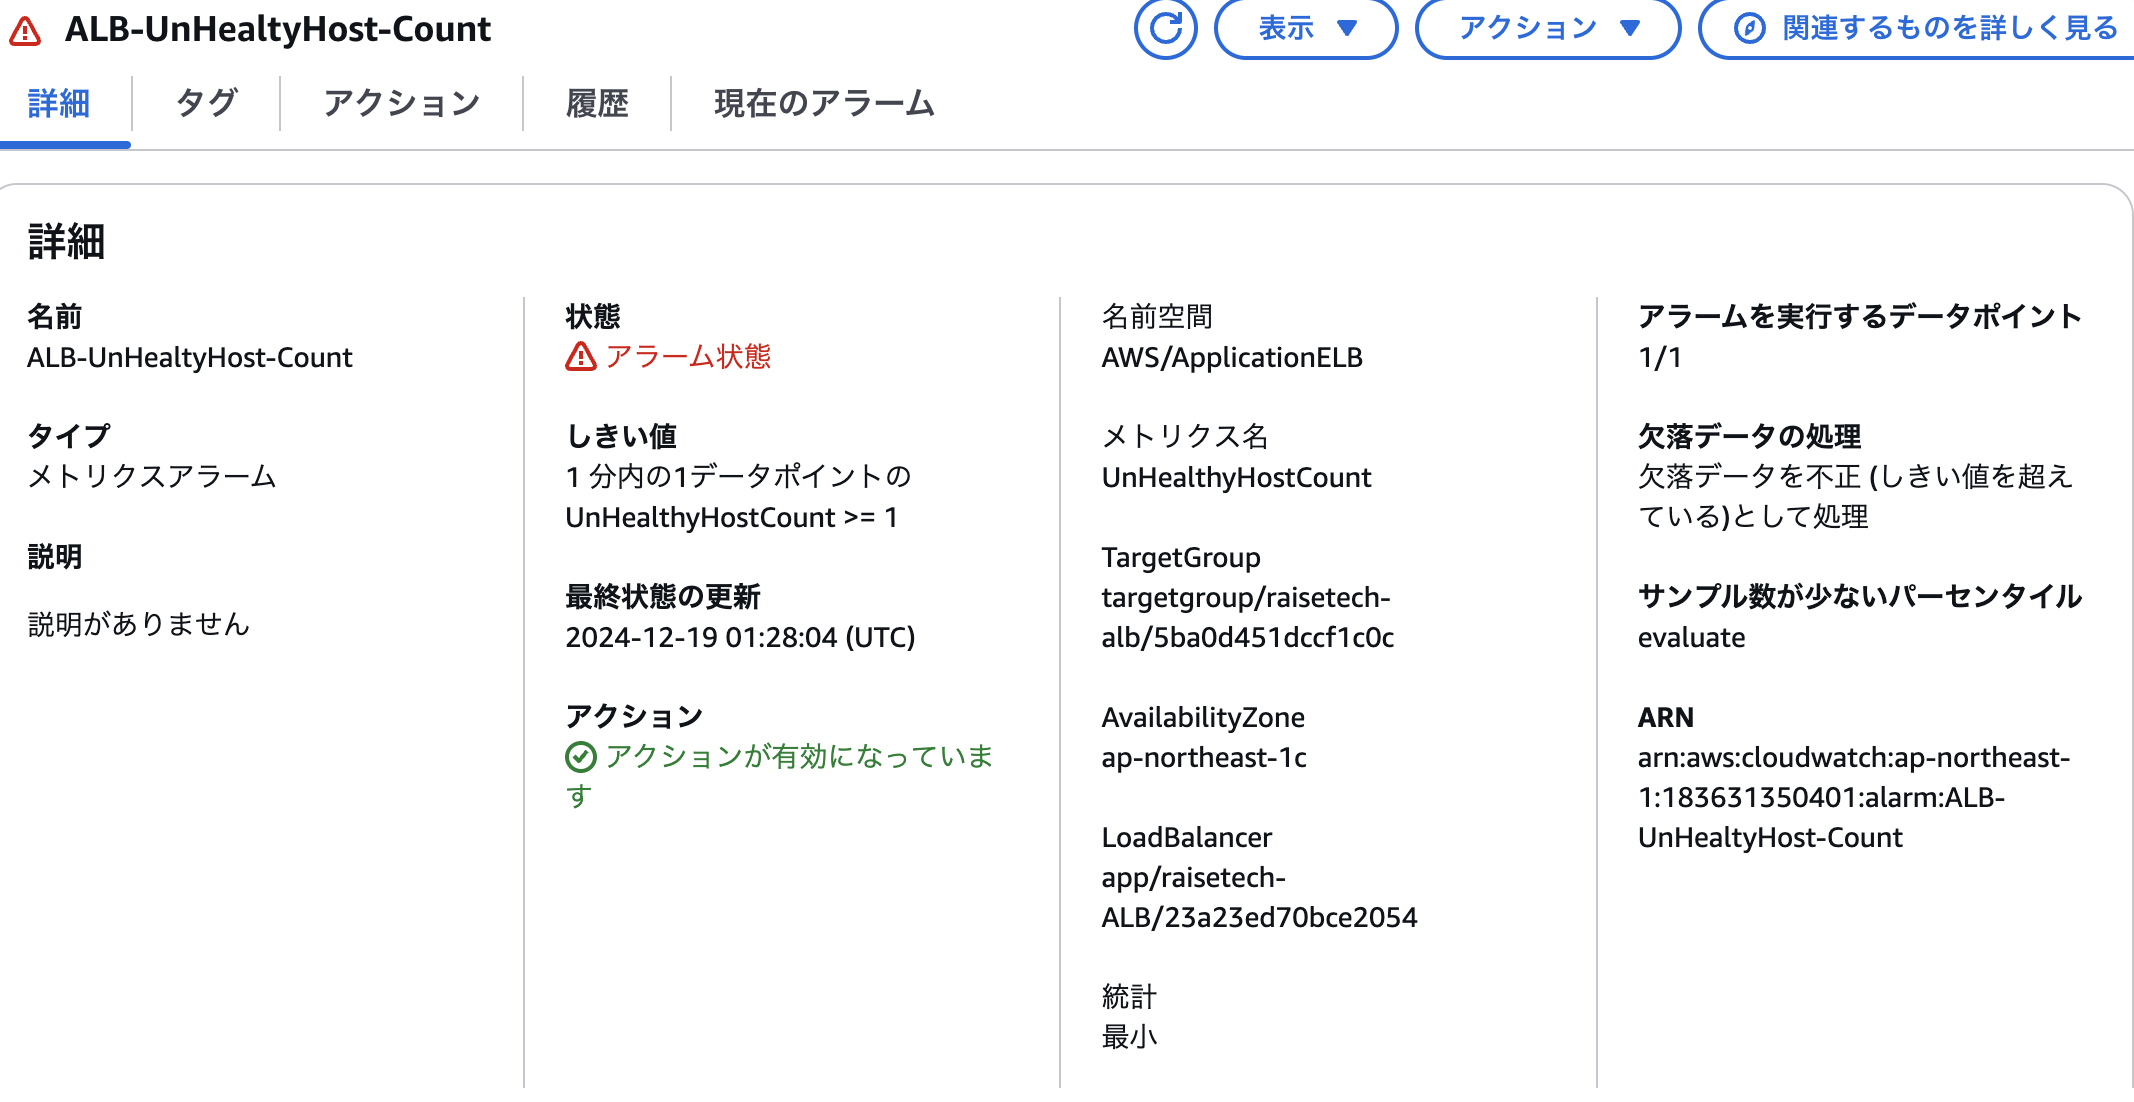 ALB-UnHealtyHost-Count
表示
アクション
関連するものを詳しく見る
詳細
タグ
アクション
履歴
現在のアラーム
詳細
名前
ALB-UnHealtyHost-Count
タイプ
メトリクスアラーム
説明
説明がありません
状態
アラーム状態
しきい値
1 分内の1データポイントの
UnHealthyHostCount >= 1
最終状態の更新
2024-12-19 01:28:04 (UTC)
アクション
アクションが有効になっていま
す
名前空間
AWS/ApplicationELB
メトリクス名
UnHealthyHostCount
TargetGroup
targetgroup/raisetech-
alb/5ba0d451dccf1c0c
AvailabilityZone
ap-northeast-1c
LoadBalancer
app/raisetech-
ALB/23a23ed70bce2054
統計
最小
アラームを実行するデータポイント
1/1
欠落データの処理
欠落データを不正 (しきい値を超え
ている)として処理
サンプル数が少ないパーセンタイル
evaluate
ARN
arn:aws:cloudwatch:ap-northeast-
1:183631350401:alarm:ALB-
UnHealtyHost-Count